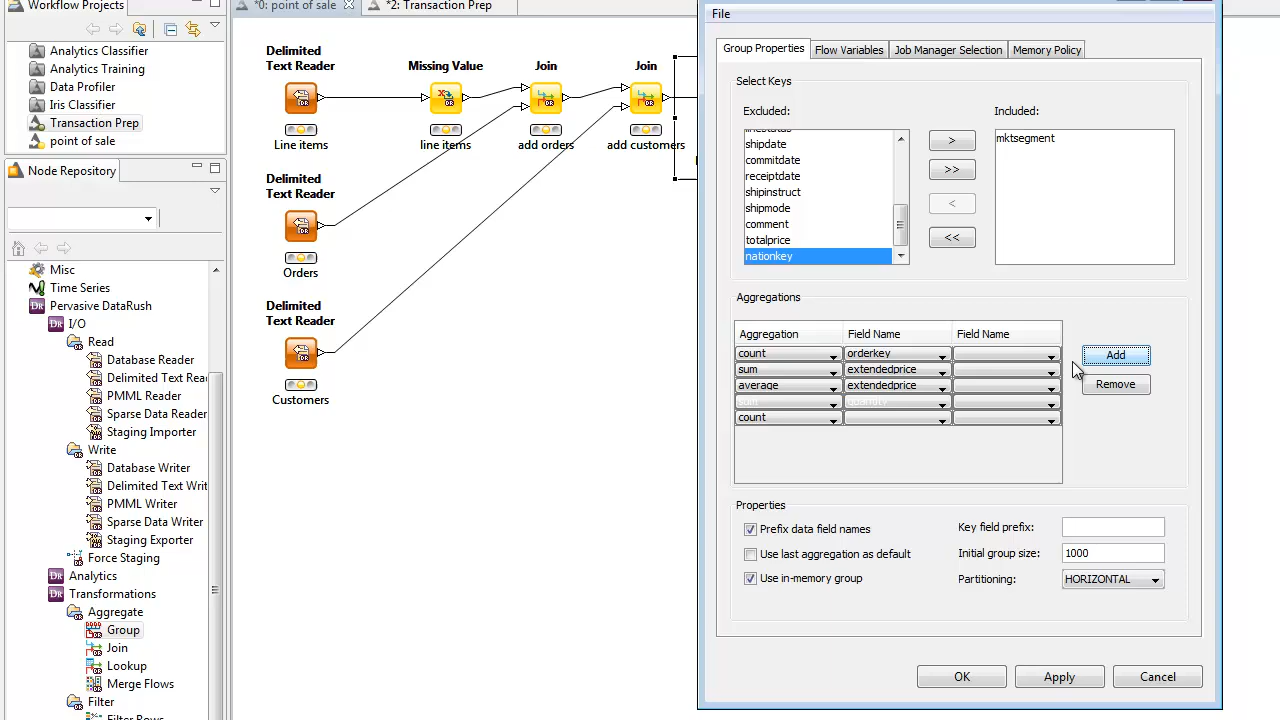 Workflow Projects
Analytics Classifier
Analytics Training
Data Profiler
Iris Classifier
Transaction Prep
point of sale
Node Repository
Misc
Time Series
Pervasive DataRush
I/O
Read
Database Reader
Delimited Text Rea
PMML Reader
Sparse Data Reader
Staging Importer
Write
Database Writer
Delimited Text Writ
PMML Writer
Sparse Data Writer
Staging Exporter
Force Staging
Analytics
Transformations
Aggregate
Group
Join
Lookup
Merge Flows
Filter
Filter Rows
*0: point of sale
*2: Transaction Prep
Delimited
Text Reader
Line items
Missing Value
line items
Join
add orders
Join
add customers
Delimited
Text Reader
Orders
Delimited
Text Reader
Customers
File
Group Properties
Flow Variables
Job Manager Selection
Memory Policy
Select Keys
Excluded:
Included:
linestatus
shipdate
commitdate
receiptdate
shipinstruct
shipmode
comment
totalprice
nationkey
>
>>
<
<<
mktsegment
Aggregations
Aggregation Field Name Field Name
count orderkey
sum extendedprice
average extendedprice
sum quantity
count
Add
Remove
Properties
Prefix data field names
Use last aggregation as default
Use in-memory group
Key field prefix:
Initial group size: 1000
Partitioning: HORIZONTAL
OK
Apply
Cancel